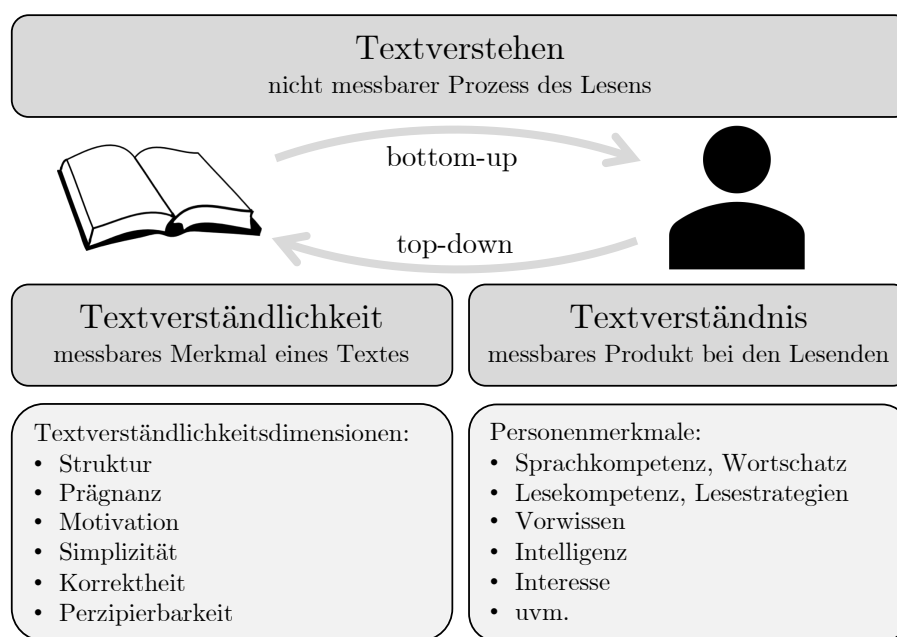 Textverstehen
nicht messbarer Prozess des Lesens
bottom-up
top-down
Textverständlichkeit
messbares Merkmal eines Textes
Textverständnis
messbares Produkt bei den Lesenden
Textverständlichkeitsdimensionen:
• Struktur
• Prägnanz
• Motivation
• Simplizität
• Korrektheit
• Perzipierbarkeit
Personenmerkmale:
• Sprachkompetenz, Wortschatz
• Lesekompetenz, Lesestrategien
• Vorwissen
• Intelligenz
• Interesse
• uvm.